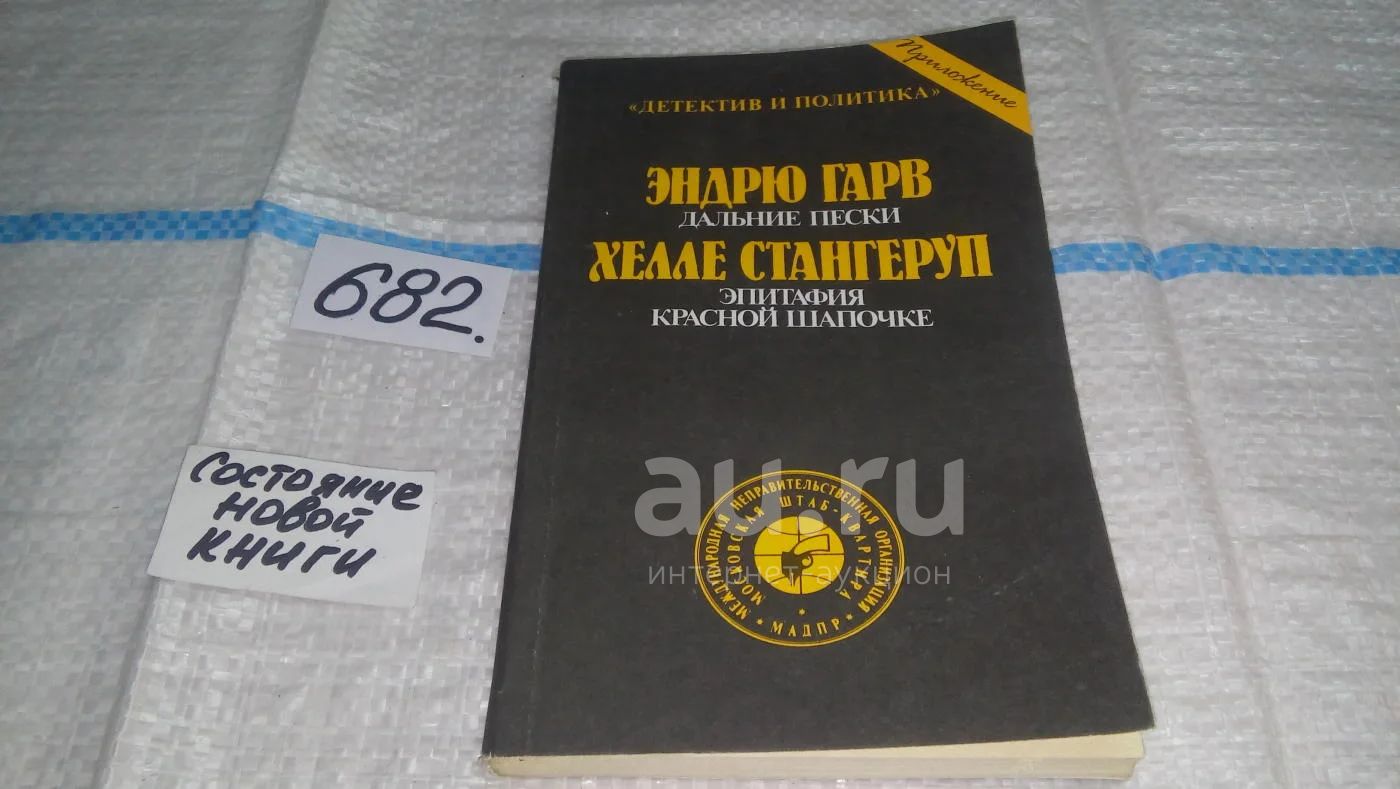 Приложение
«ДЕТЕКТИВ И ПОЛИТИКА»
ЭНДРЮ ГАРВ
ДАЛЬНИЕ ПЕСКИ
ХЕЛЛЕ СТАНГЕРУП
ЭПИТАФИЯ
КРАСНОЙ ШАПОЧКЕ
682.
Состояние
новой
книги
au.ru
интернет аукцион
МЕЖДУНАРОДНАЯ НЕПРАВИТЕЛЬСТВЕННАЯ ОРГАНИЗАЦИЯ
МОСКОВСКАЯ ШТАБ-КВАРТИРА
* МАДПР *